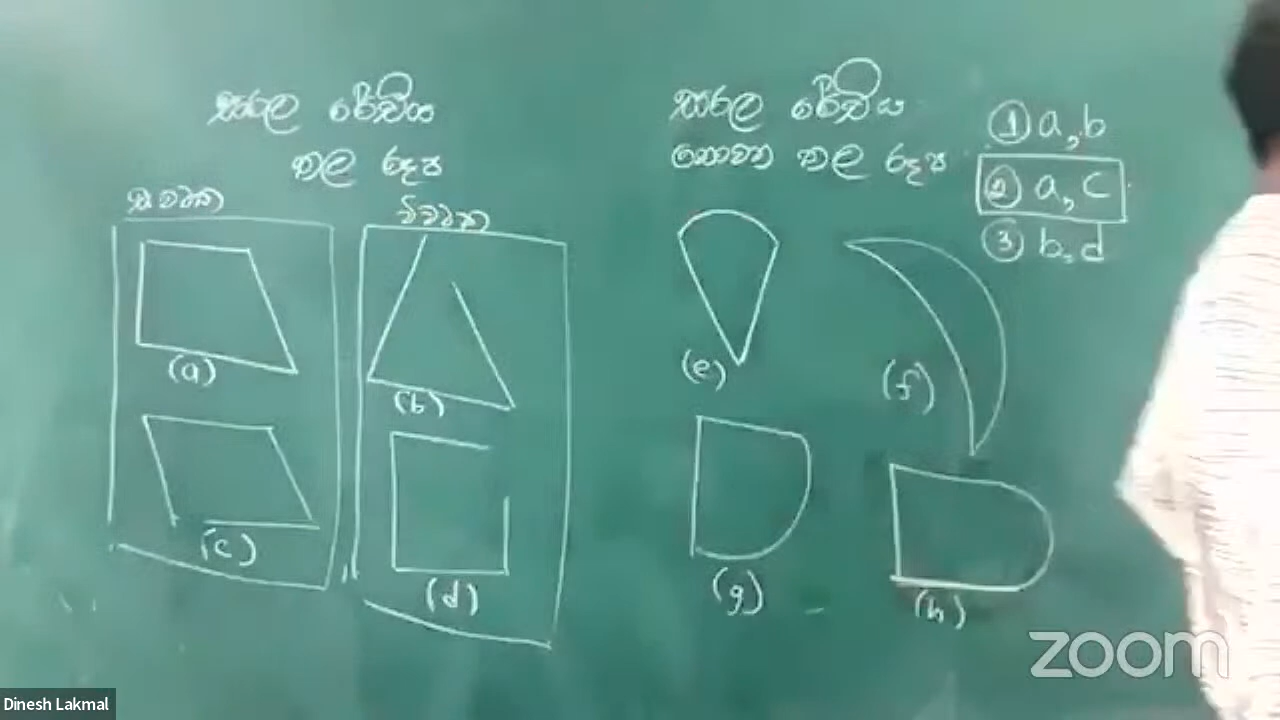 සරල රේඛීය
තල රූප
සංවෘත
විවෘත
(a)
(b)
(c)
(d)
සරල රේඛීය
නොවන තල රූප
(e)
(f)
(g)
(h)
① a, b
② a, c
③ b, d
zoom
Dinesh Lakmal